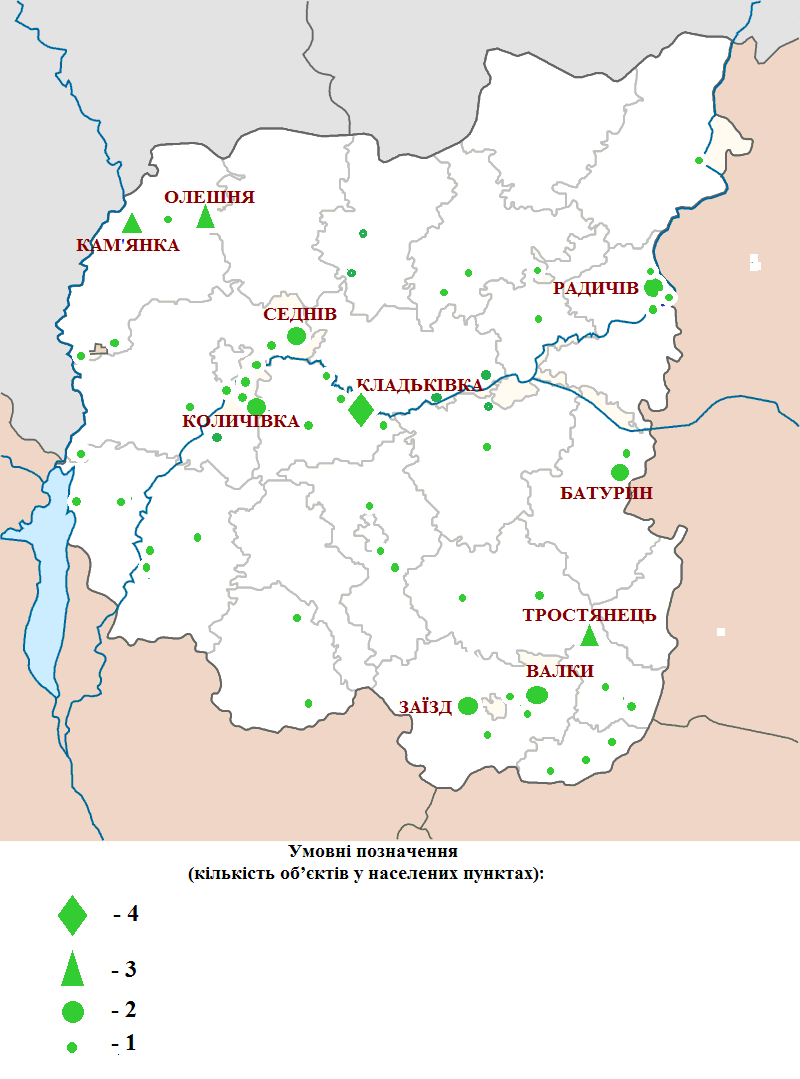 ОЛЕШНЯ
КАМ'ЯНКА
РАДИЧІВ
СЕДНІВ
КЛАДЬКІВКА
КОЛИЧІВКА
БАТУРИН
ТРОСТЯНЕЦЬ
ВАЛКИ
ЗАЇЗД
Умовні позначення
(кількість об’єктів у населених пунктах):
- 4
- 3
- 2
- 1